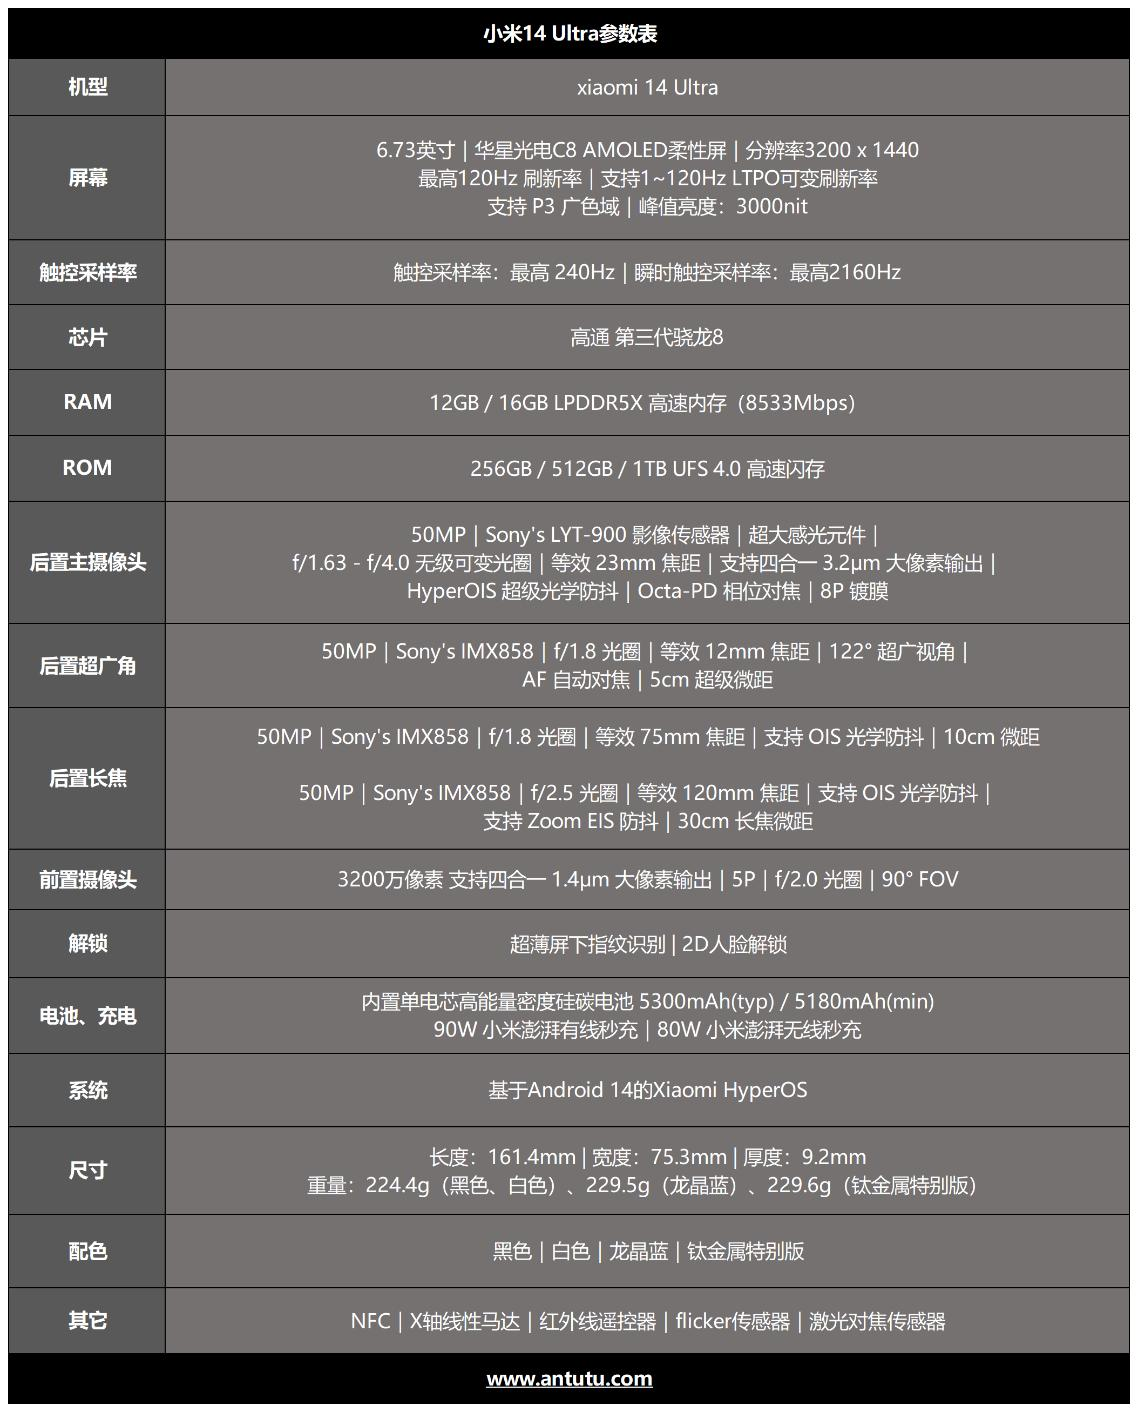 小米14 Ultra参数表
机型
xiaomi 14 Ultra
屏幕
6.73英寸 | 华星光电C8 AMOLED柔性屏 | 分辨率3200 x 1440
最高120Hz 刷新率 | 支持1~120Hz LTPO可变刷新率
支持 P3 广色域 | 峰值亮度：3000nit
触控采样率
触控采样率：最高 240Hz | 瞬时触控采样率：最高2160Hz
芯片
高通 第三代骁龙8
RAM
12GB / 16GB LPDDR5X 高速内存（8533Mbps）
ROM
256GB / 512GB / 1TB UFS 4.0 高速闪存
后置主摄像头
50MP | Sony's LYT-900 影像传感器 | 超大感光元件 |
f/1.63 - f/4.0 无级可变光圈 | 等效 23mm 焦距 | 支持四合一 3.2μm 大像素输出 |
HyperOIS 超级光学防抖 | Octa-PD 相位对焦 | 8P 镀膜
后置超广角
50MP | Sony's IMX858 | f/1.8 光圈 | 等效 12mm 焦距 | 122° 超广视角 |
AF 自动对焦 | 5cm 超级微距
后置长焦
50MP | Sony's IMX858 | f/1.8 光圈 | 等效 75mm 焦距 | 支持 OIS 光学防抖 | 10cm 微距
50MP | Sony's IMX858 | f/2.5 光圈 | 等效 120mm 焦距 | 支持 OIS 光学防抖 |
支持 Zoom EIS 防抖 | 30cm 长焦微距
前置摄像头
3200万像素 支持四合一 1.4μm 大像素输出 | 5P | f/2.0 光圈 | 90° FOV
解锁
超薄屏下指纹识别 | 2D人脸解锁
电池、充电
内置单电芯高能量密度硅碳电池 5300mAh(typ) / 5180mAh(min)
90W 小米澎湃有线秒充 | 80W 小米澎湃无线秒充
系统
基于Android 14的Xiaomi HyperOS
尺寸
长度：161.4mm | 宽度：75.3mm | 厚度：9.2mm
重量：224.4g（黑色、白色）、229.5g（龙晶蓝）、229.6g（钛金属特别版）
配色
黑色 | 白色 | 龙晶蓝 | 钛金属特别版
其它
NFC | X轴线性马达 | 红外线遥控器 | flicker传感器 | 激光对焦传感器
www.antutu.com